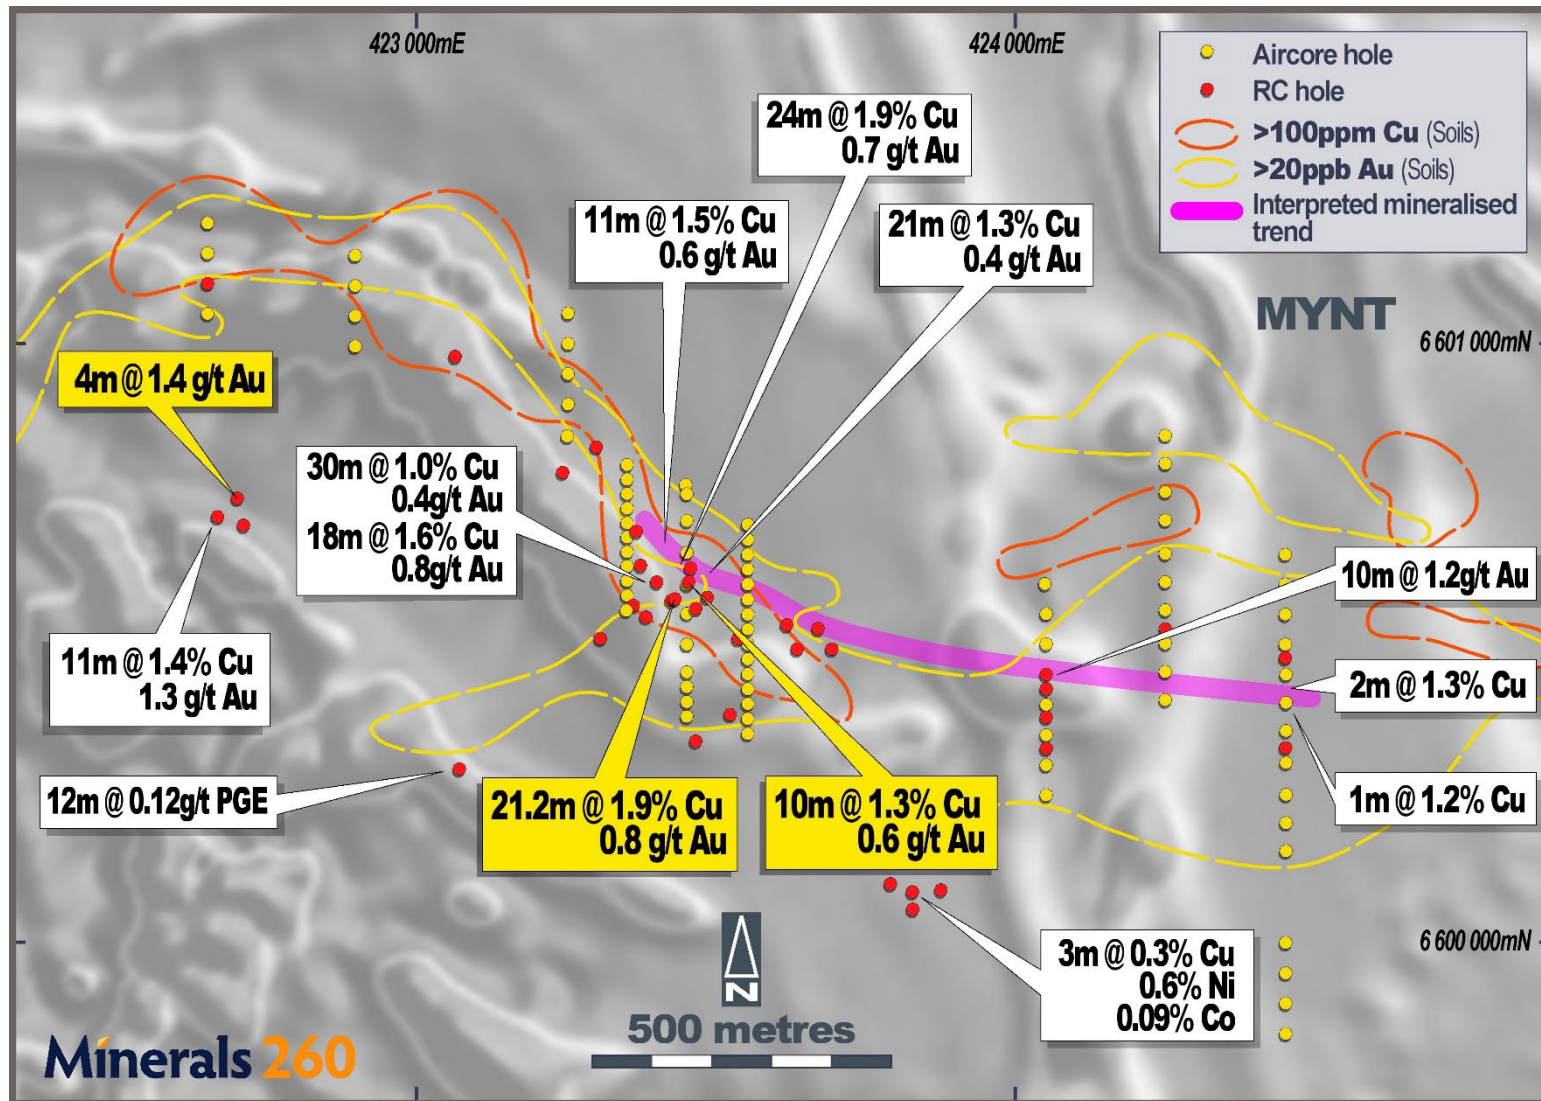 423 000mE
424 000mE
Aircore hole
RC hole
>100ppm Cu (Soils)
>20ppb Au (Soils)
Interpreted mineralised
trend
24m @ 1.9% Cu
0.7 g/t Au
11m @ 1.5% Cu
0.6 g/t Au
21m @ 1.3% Cu
0.4 g/t Au
MYNT
6 601 000mN
4m @ 1.4 g/t Au
30m @ 1.0% Cu
0.4g/t Au
18m @ 1.6% Cu
0.8g/t Au
10m @ 1.2g/t Au
11m @ 1.4% Cu
1.3 g/t Au
2m @ 1.3% Cu
12m @ 0.12g/t PGE
21.2m @ 1.9% Cu
0.8 g/t Au
10m @ 1.3% Cu
0.6 g/t Au
1m @ 1.2% Cu
6 600 000mN
3m @ 0.3% Cu
0.6% Ni
0.09% Co
N
500 metres
Minerals 260